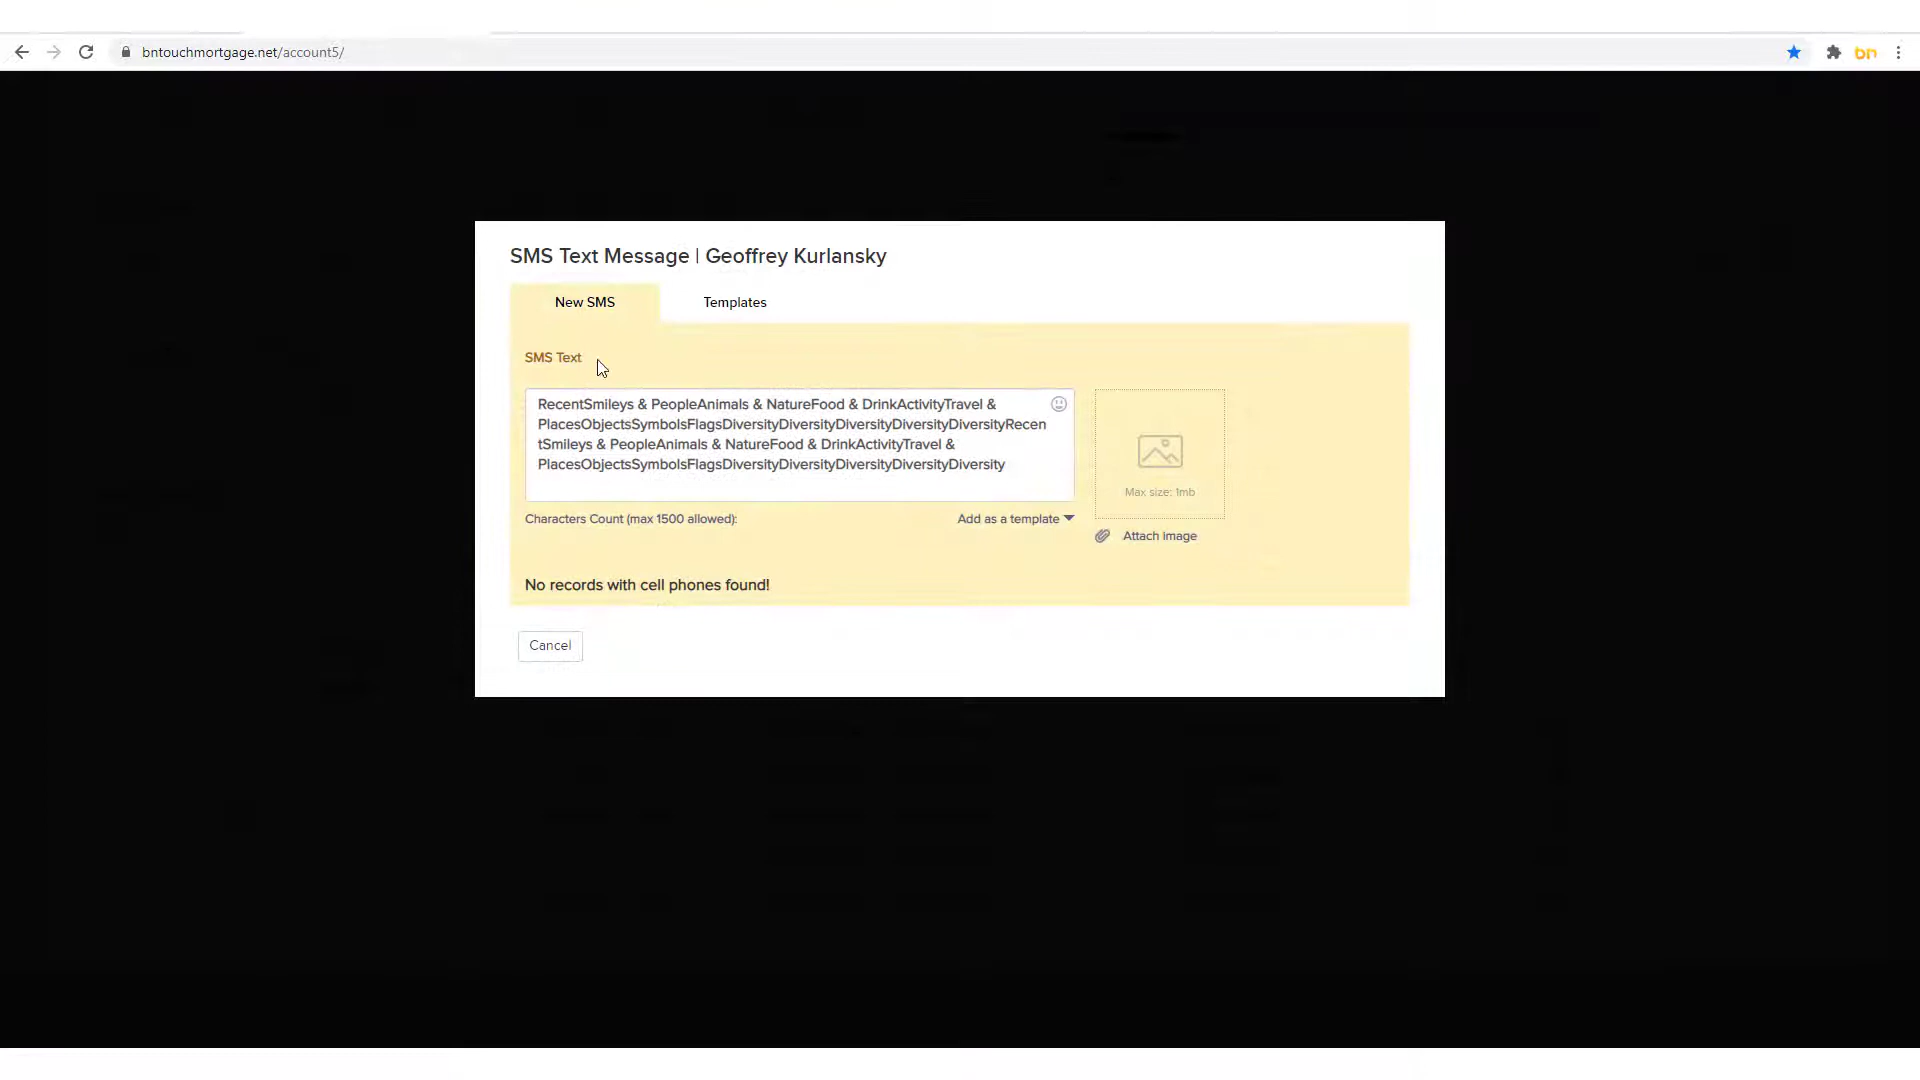 bntouchmortgage.net/account5/
bn
SMS Text Message | Geoffrey Kurlansky
New SMS
Templates
SMS Text
RecentSmileys & PeopleAnimals & NatureFood & DrinkActivityTravel &
PlacesObjectsSymbolsFlagsDiversityDiversityDiversityDiversityDiversityRecen
tSmileys & PeopleAnimals & NatureFood & DrinkActivityTravel &
PlacesObjectsSymbolsFlagsDiversityDiversityDiversityDiversityDiversity
Max size: 1mb
Characters Count (max 1500 allowed):
Add as a template
Attach image
No records with cell phones found!
Cancel